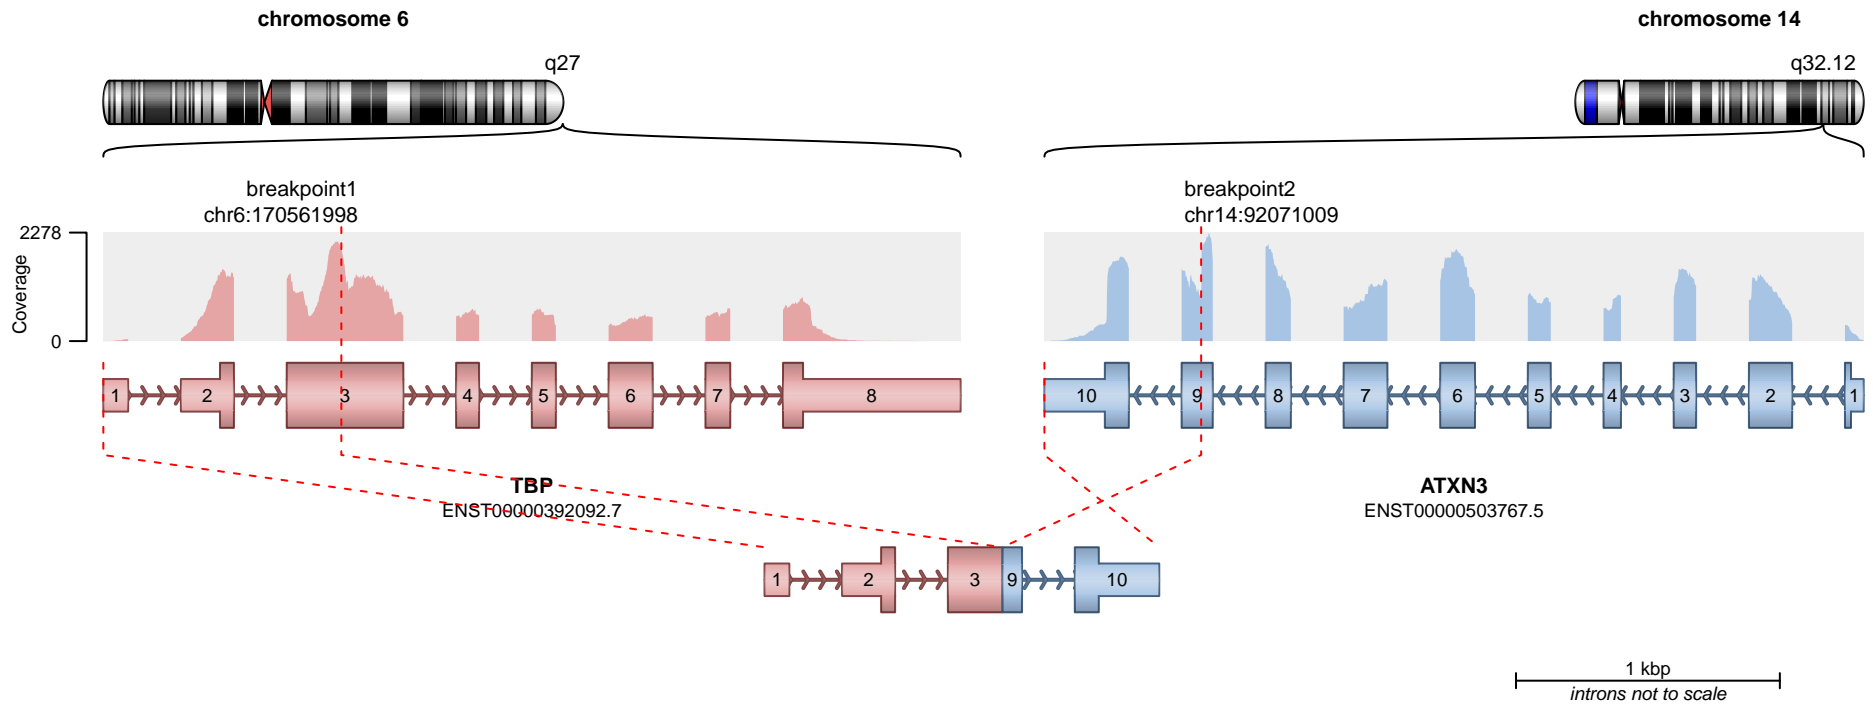 chromosome 6
chromosome 14
q27
q32.12
breakpoint1
chr6:170561998
breakpoint2
chr14:92071009
2278
0
Coverage
1 2 3 4 5 6 7 8
10 9 8 7 6 5 4 3 2 1
TBP
ENST00000392092.7
ATXN3
ENST00000503767.5
1 2 3 9 10
1 kbp
introns not to scale